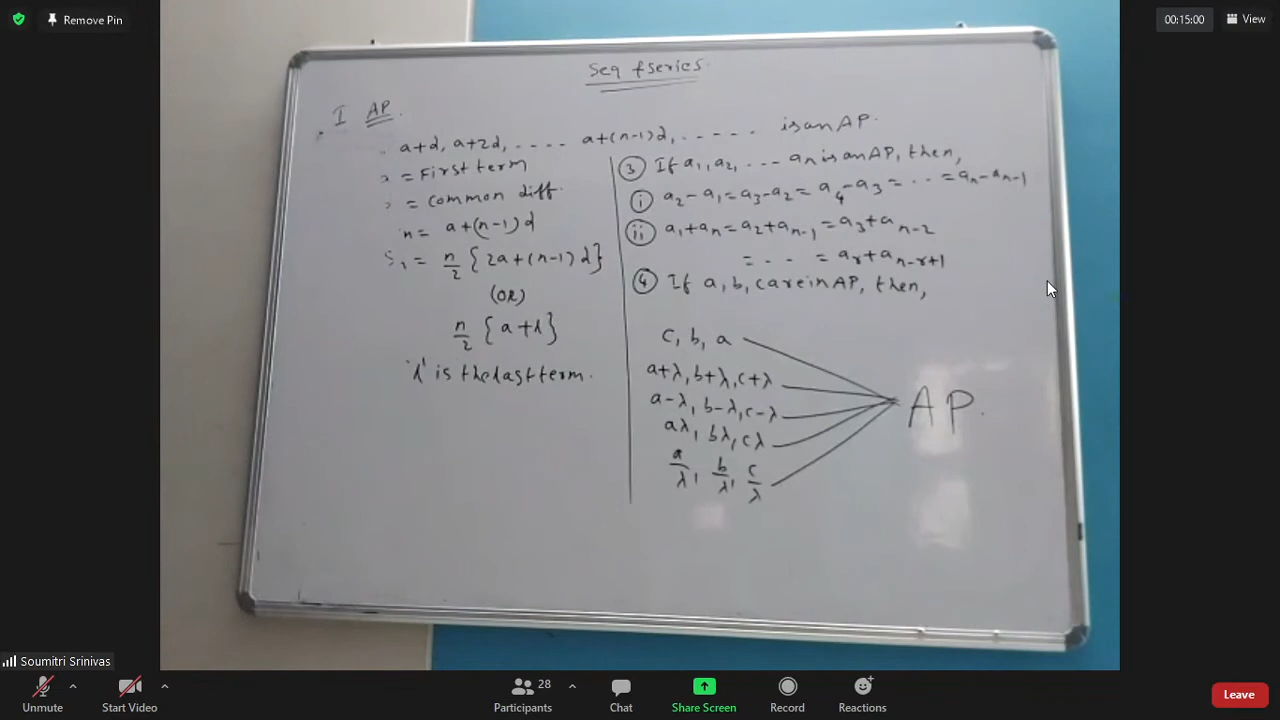 Remove Pin
00:15:00
View
Seq & series
I AP.
a+d, a+2d, .... a+(n-1)d, ..... is an AP.
= First term
= common diff.
n = a+(n-1)d
= n/2 {2a+(n-1)d}
(OR)
n/2 {a+l}
'l' is the last term.
③ If a₁, a₂, ... aₙ is an AP, then,
ⓘ a₂-a₁ = a₃-a₂ = a₄-a₃ = ... = aₙ-aₙ₋₁
ⓘⓘ a₁+aₙ = a₂+aₙ₋₁ = a₃+aₙ₋₂
= ... = aᵣ+aₙ₋ᵣ₊₁
④ If a, b, c are in AP, then,
c, b, a
a+λ, b+λ, c+λ
a-λ, b-λ, c-λ
aλ, bλ, cλ
a/λ, b/λ, c/λ
AP.
Soumitri Srinivas
Unmute
Start Video
28
Participants
Chat
Share Screen
Record
Reactions
Leave